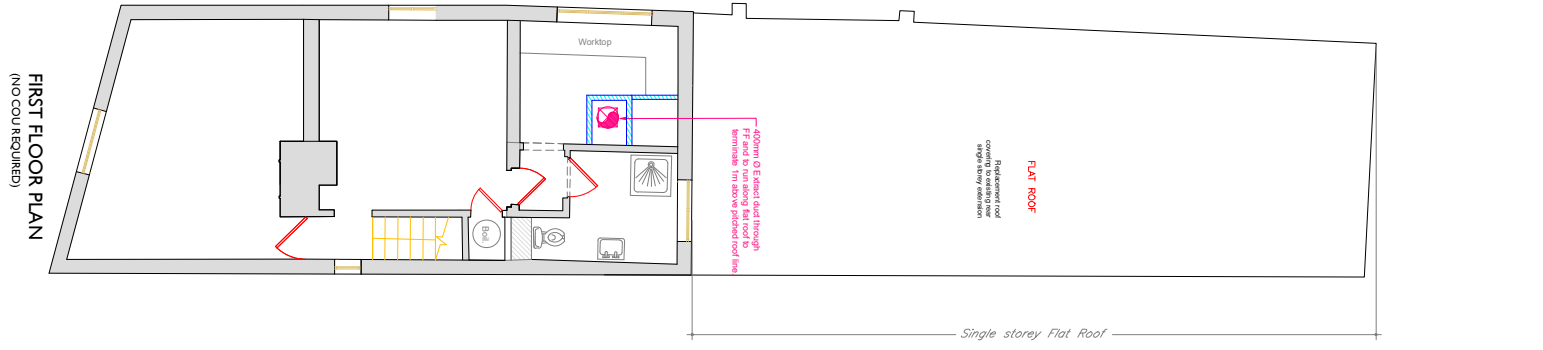 FIRST FLOOR PLAN
(NO COU REQUIRED)
Worktop
Boil.
400mm Ø Extract duct through
FF and to run along flat roof to
terminate 1m above pitched roof line
FLAT ROOF
Replacement roof
covering to existing rear
single storey extension
Single storey Flat Roof